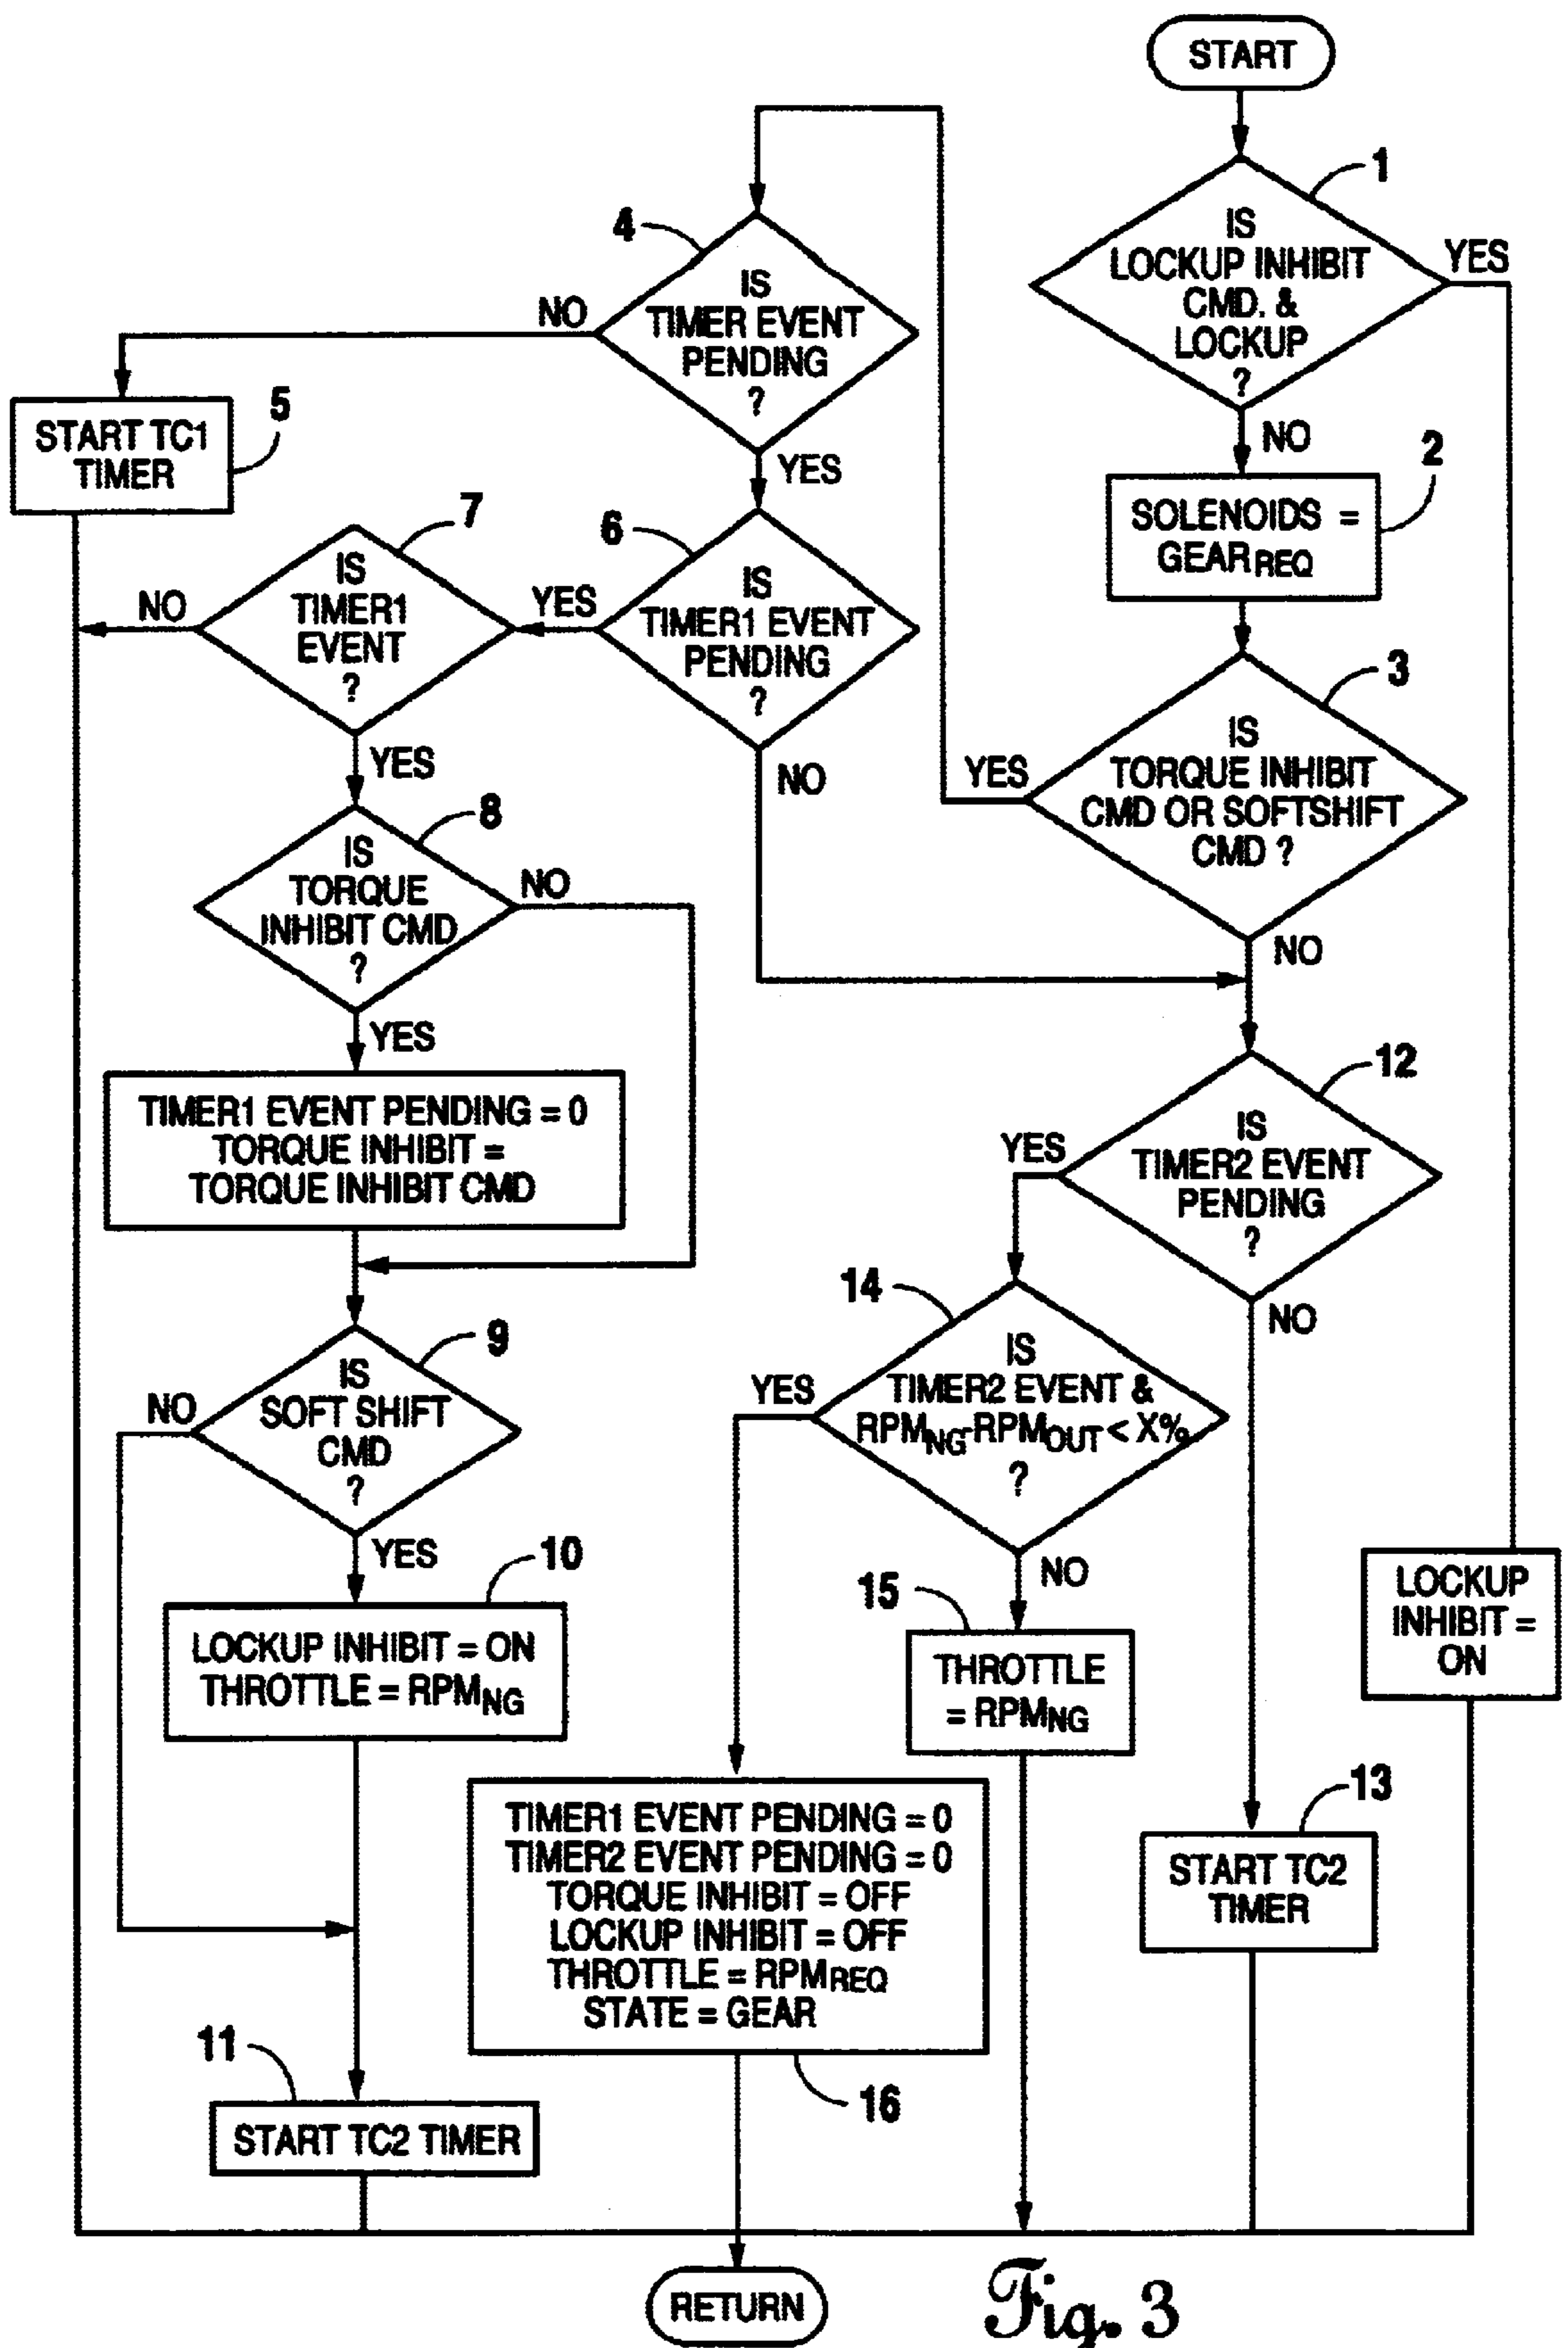 START
1
IS
LOCKUP INHIBIT
CMD. &
LOCKUP
?
YES
NO
2
SOLENOIDS =
GEARREQ
3
IS
TORQUE INHIBIT
CMD OR SOFTSHIFT
CMD ?
YES
NO
4
IS
TIMER EVENT
PENDING
?
NO
YES
5
START TC1
TIMER
6
IS
TIMER1 EVENT
PENDING
?
YES
NO
7
IS
TIMER1
EVENT
?
NO
YES
8
IS
TORQUE
INHIBIT CMD
?
NO
YES
TIMER1 EVENT PENDING = 0
TORQUE INHIBIT =
TORQUE INHIBIT CMD
9
IS
SOFT SHIFT
CMD
?
NO
YES
10
LOCKUP INHIBIT = ON
THROTTLE = RPMNG
11
START TC2 TIMER
12
IS
TIMER2 EVENT
PENDING
?
YES
NO
13
START TC2
TIMER
14
IS
TIMER2 EVENT &
RPMNG-RPMOUT < X%
?
YES
NO
15
THROTTLE
= RPMNG
16
TIMER1 EVENT PENDING = 0
TIMER2 EVENT PENDING = 0
TORQUE INHIBIT = OFF
LOCKUP INHIBIT = OFF
THROTTLE = RPMREQ
STATE = GEAR
LOCKUP
INHIBIT =
ON
RETURN
Fig. 3